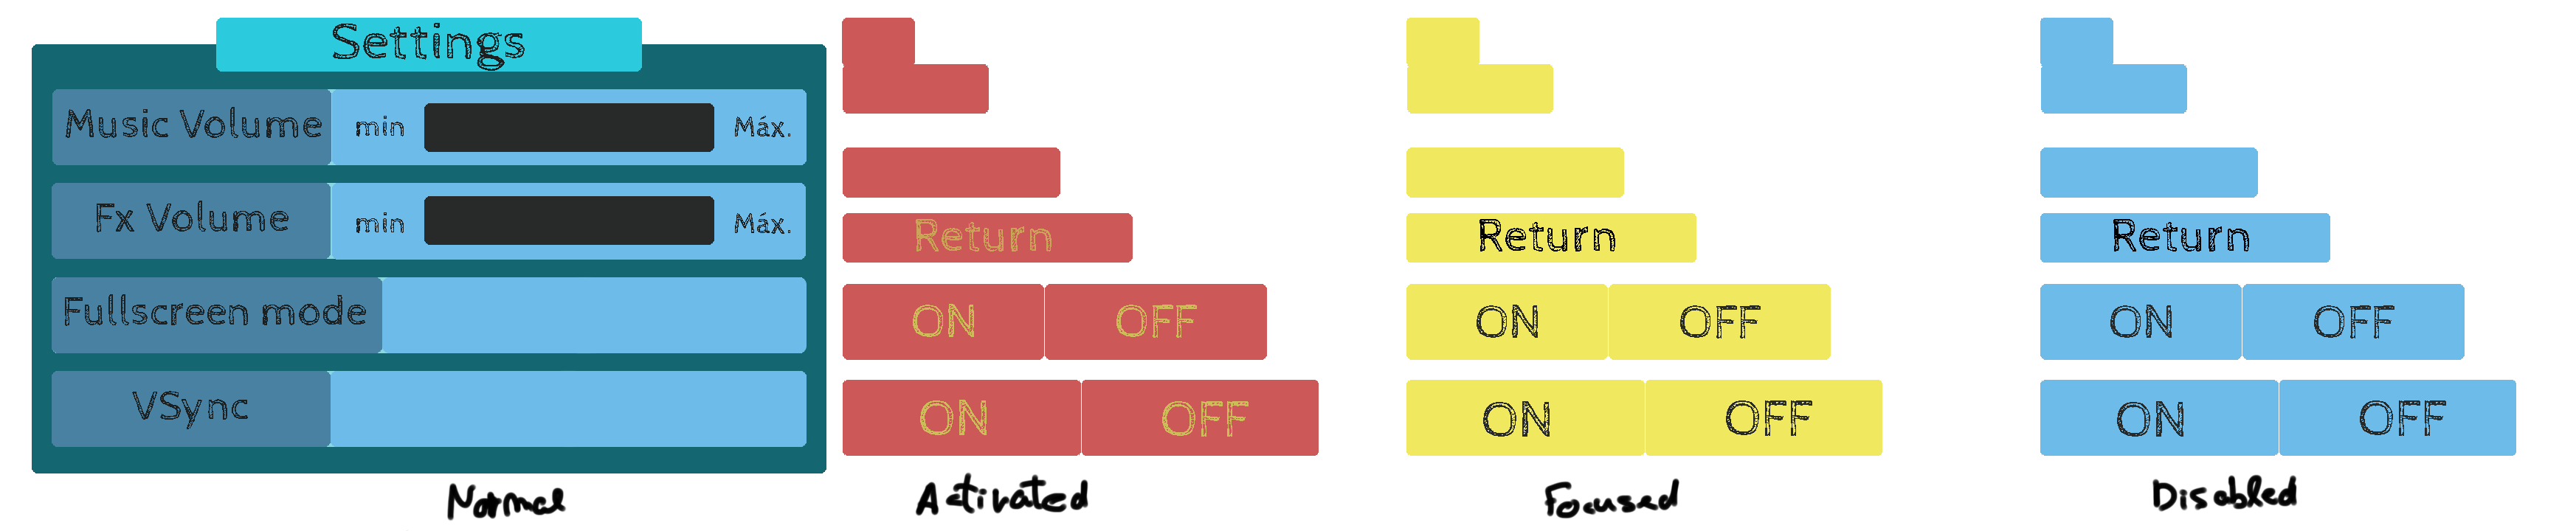 Settings
Music Volume min Máx.
Fx Volume min Máx.
Fullscreen mode
VSync
Normal
Return
ON OFF
ON OFF
Activated
Return
ON OFF
ON OFF
Focused
Return
ON OFF
ON OFF
Disabled